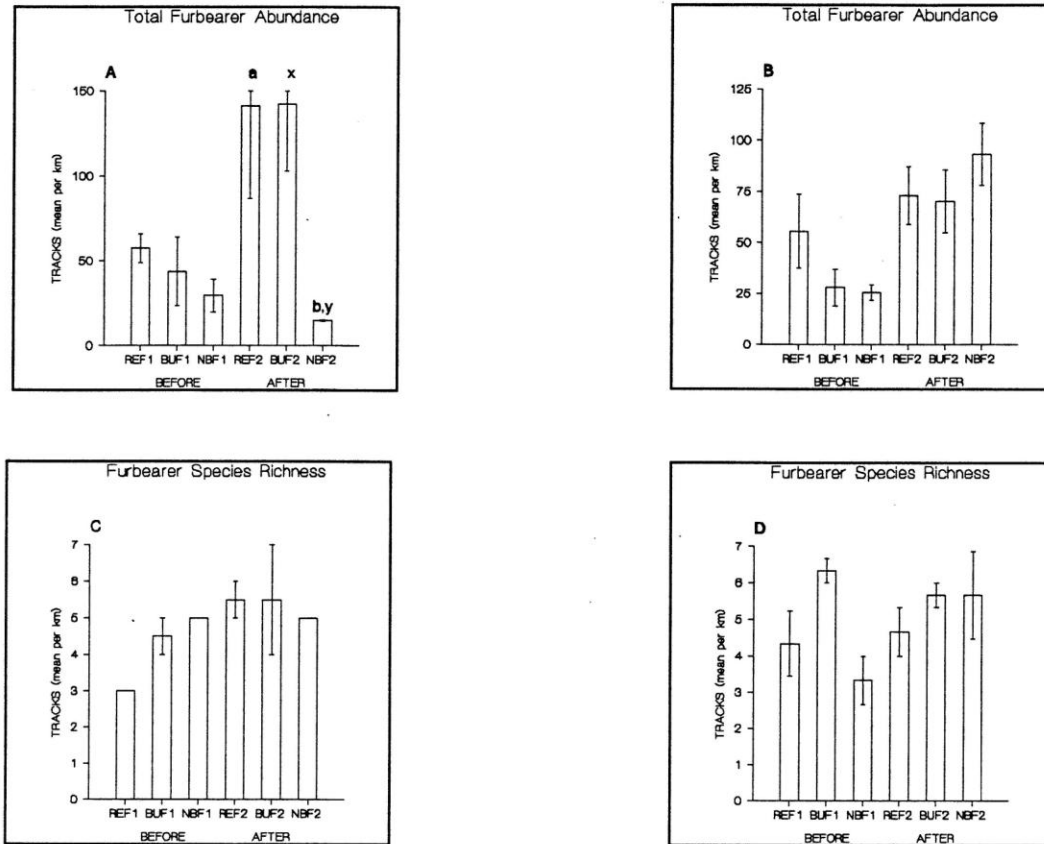 Total Furbearer Abundance
A
a x
150
100
50
0
b,y
TRACKS (mean per km)
REF1 BUF1 NBF1 REF2 BUF2 NBF2
BEFORE AFTER
Total Furbearer Abundance
B
125
100
75
50
25
0
TRACKS (mean per km)
REF1 BUF1 NBF1 REF2 BUF2 NBF2
BEFORE AFTER
Furbearer Species Richness
C
7
6
5
4
3
2
1
0
TRACKS (mean per km)
REF1 BUF1 NBF1 REF2 BUF2 NBF2
BEFORE AFTER
Furbearer Species Richness
D
7
6
5
4
3
2
1
0
TRACKS (mean per km)
REF1 BUF1 NBF1 REF2 BUF2 NBF2
BEFORE AFTER